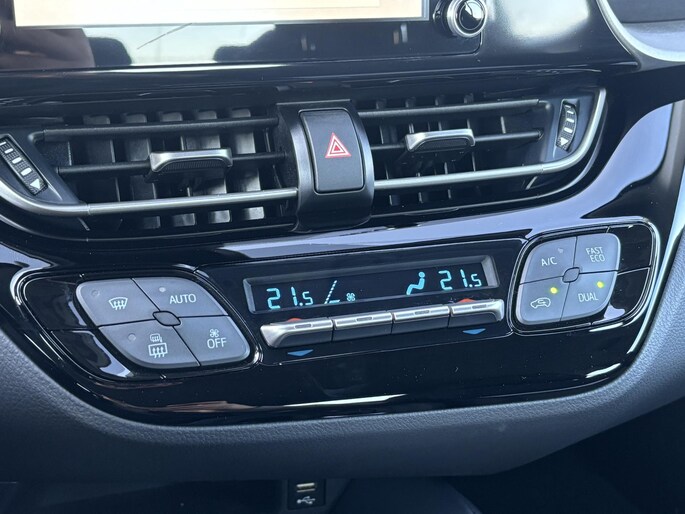 21.5
21.5
AUTO
OFF
A/C
FAST
ECO
DUAL